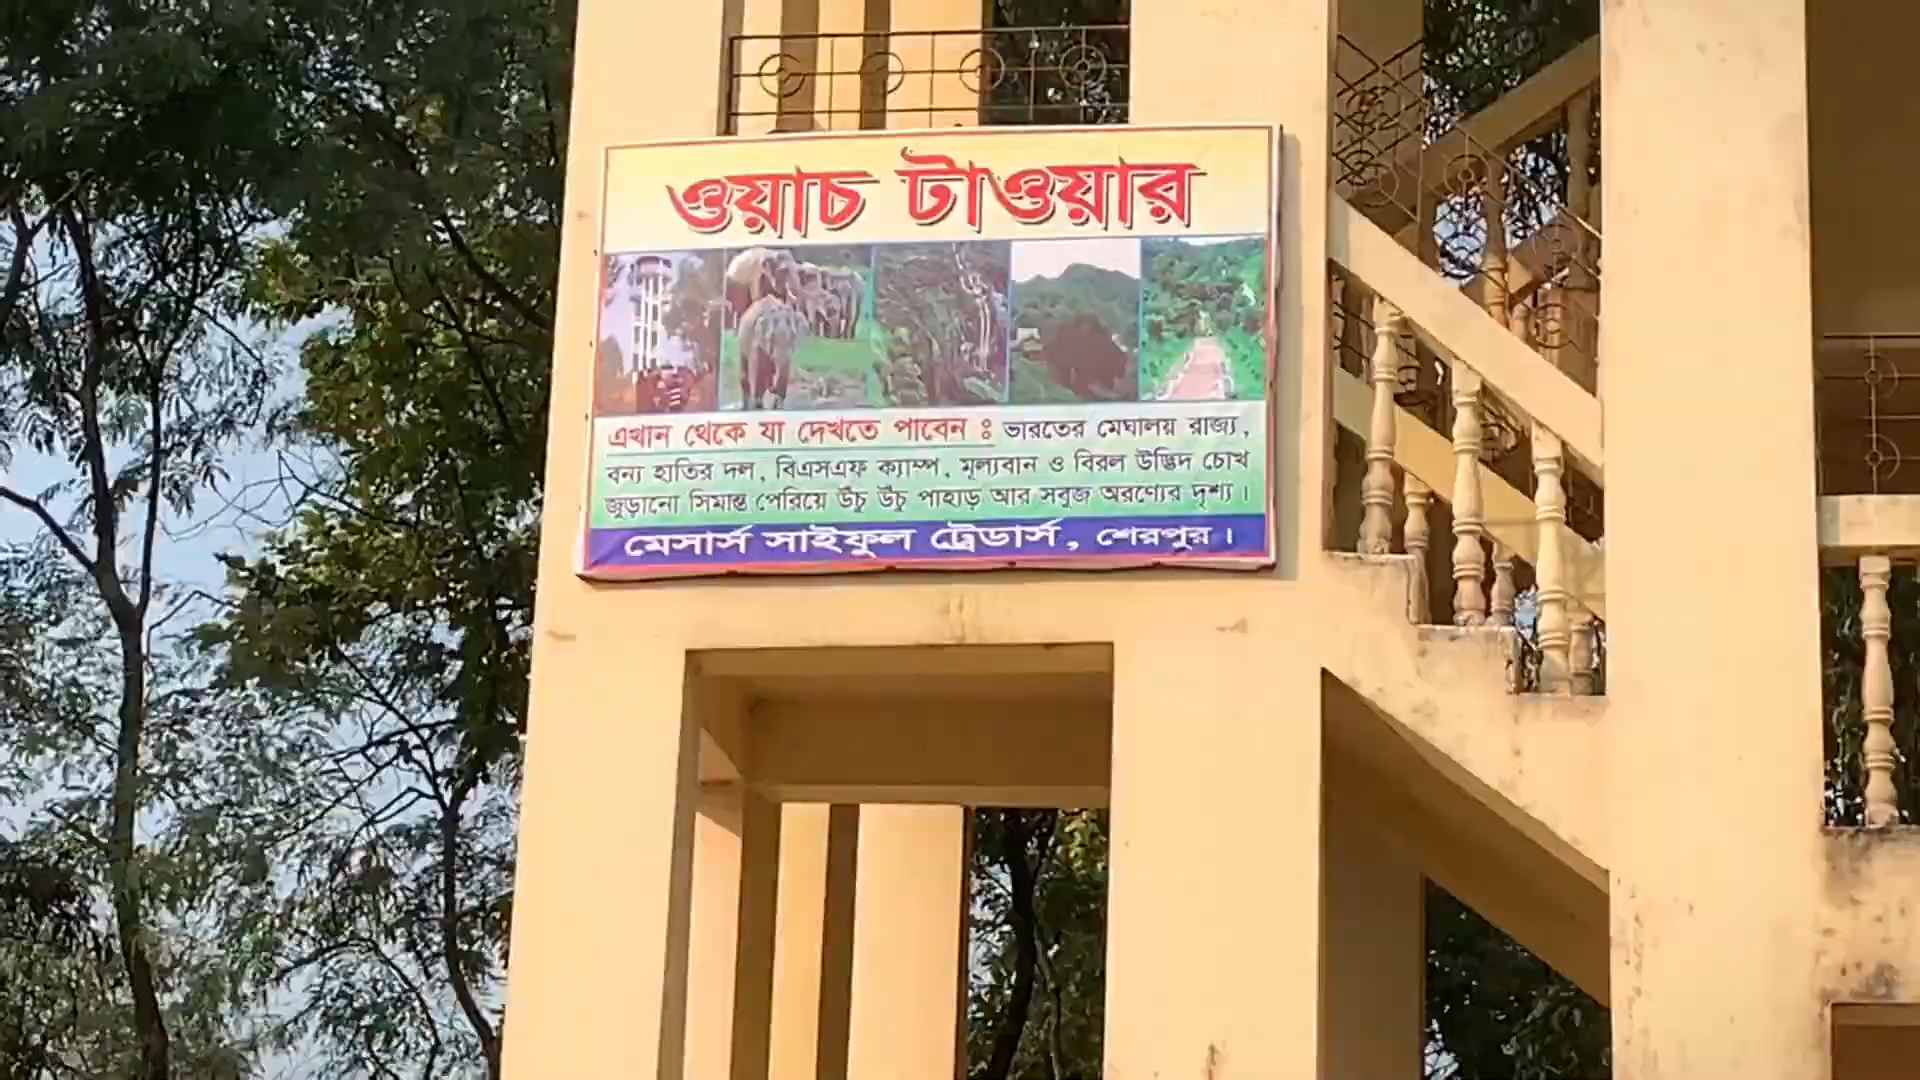 ওয়াচ টাওয়ার
এখান থেকে যা দেখতে পাবেন ঃ ভারতের মেঘালয় রাজ্য,
বন্য হাতির দল, বিএসএফ ক্যাম্প, মূল্যবান ও বিরল উদ্ভিদ চোখ
জুড়ানো সিমান্ত পেরিয়ে উঁচু উঁচু পাহাড় আর সবুজ অরণ্যের দৃশ্য।
মেসার্স সাইফুল ট্রেডার্স, শেরপুর।